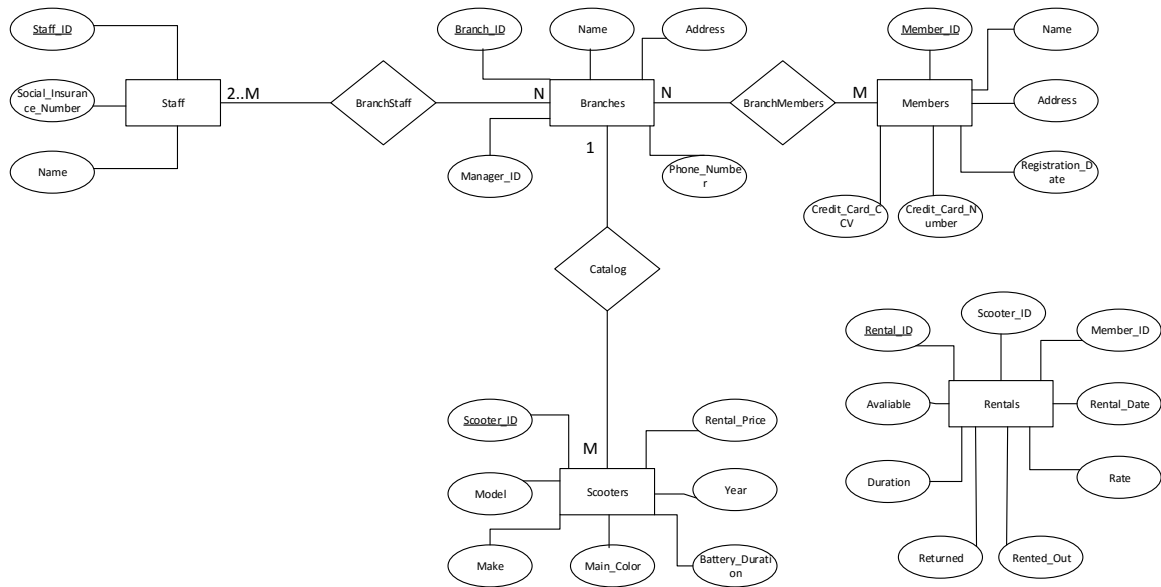 Staff_ID
Social_Insura
nce_Number
Name
Staff
2..M
BranchStaff
N
Branch_ID
Name
Address
Branches
Manager_ID
1
Phone_Numbe
r
N
BranchMembers
M
Member_ID
Name
Members
Address
Registration_D
ate
Credit_Card_C
CV
Credit_Card_N
umber
Catalog
M
Scooter_ID
Rental_Price
Model
Scooters
Year
Make
Main_Color
Battery_Durati
on
Rental_ID
Scooter_ID
Member_ID
Avaliable
Rentals
Rental_Date
Duration
Rate
Returned
Rented_Out